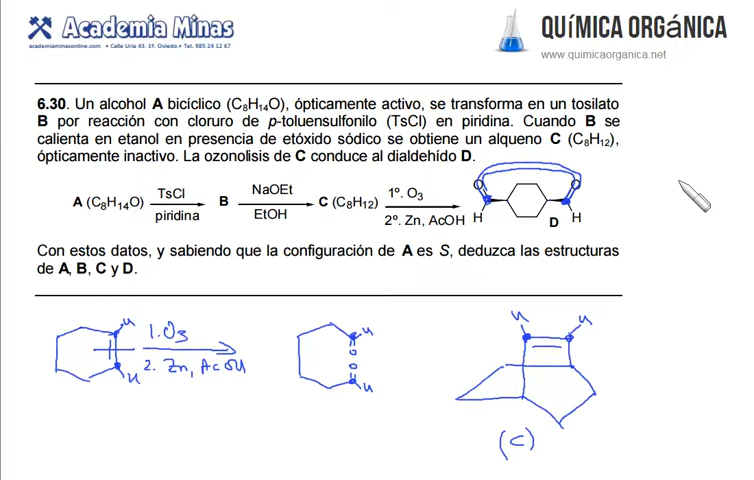 Academia Minas
academiaminasonline.com • Calle Uría 43. 1º. Oviedo • Tel. 985 24 12 67
QUÍMICA ORGáNICA
www.quimicaorganica.net
6.30. Un alcohol A bicíclico (C₈H₁₄O), ópticamente activo, se transforma en un tosilato
B por reacción con cloruro de p-toluensulfonilo (TsCl) en piridina. Cuando B se
calienta en etanol en presencia de etóxido sódico se obtiene un alqueno C (C₈H₁₂),
ópticamente inactivo. La ozonolisis de C conduce al dialdehído D.
A (C₈H₁₄O) TsCl piridina B NaOEt EtOH C (C₈H₁₂) 1º. O₃ 2º. Zn, AcOH O H O H D
Con estos datos, y sabiendo que la configuración de A es S, deduzca las estructuras
de A, B, C y D.
H H 1. O₃ 2. Zn, AcOH
o o H H
H H
(C)